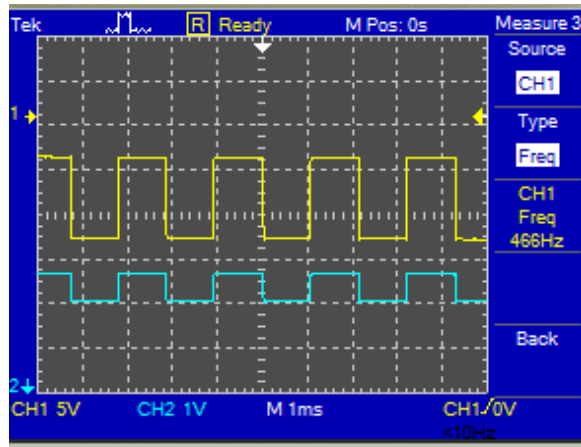 Tek R Ready M Pos: 0s Measure 3
Source
CH1
1
Type
Freq
CH1
Freq
466Hz
Back
2
CH1 5V CH2 1V M 1ms CH1/0V
<10Hz